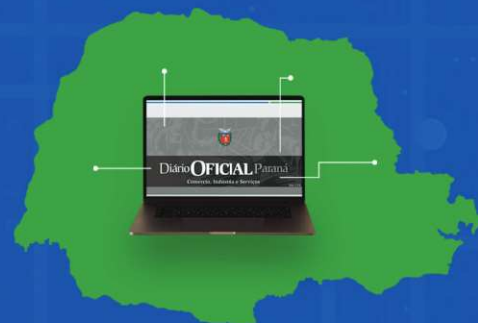 Diário OFICIAL Paraná
Comércio, Indústria e Serviços